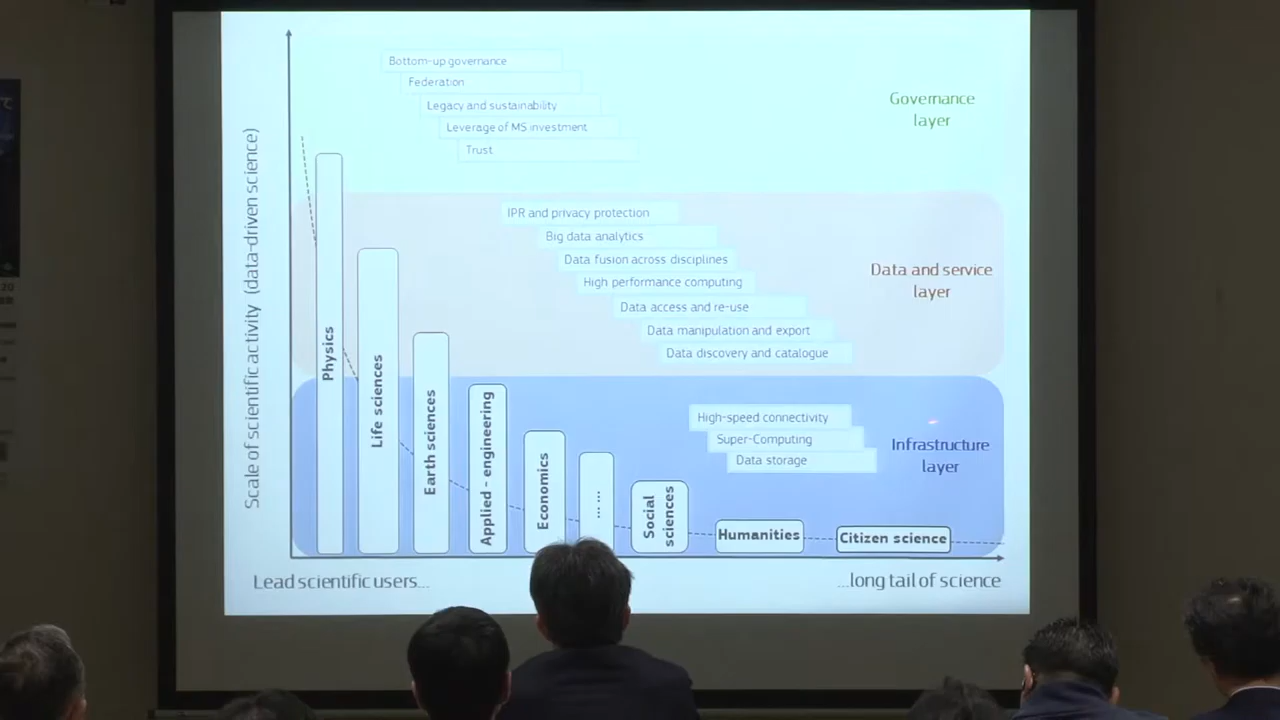 Bottom-up governance
Federation
Legacy and sustainability
Leverage of MS investment
Trust
Governance
layer
Scale of scientific activity (data-driven science)
IPR and privacy protection
Big data analytics
Data fusion across disciplines
High performance computing
Data access and re-use
Data manipulation and export
Data discovery and catalogue
Data and service
layer
High-speed connectivity
Super-Computing
Data storage
Infrastructure
layer
Physics
Life sciences
Earth sciences
Applied - engineering
Economics
... ...
Social
sciences
Humanities
Citizen science
Lead scientific users...
...long tail of science
て
20